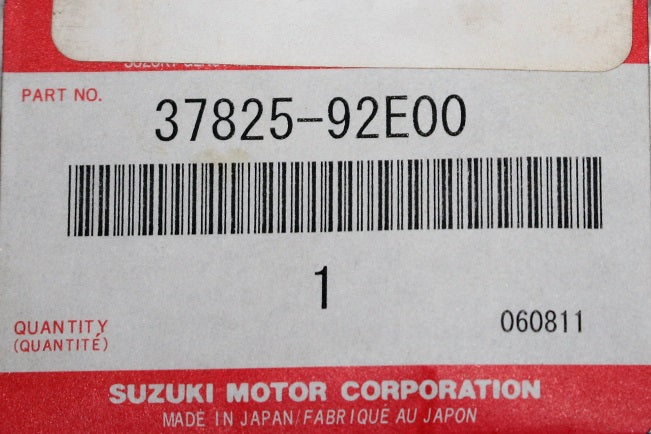 PART NO.
37825-92E00
1
QUANTITY
(QUANTITÉ)
060811
SUZUKI MOTOR CORPORATION
MADE IN JAPAN/FABRIQUÉ AU JAPON